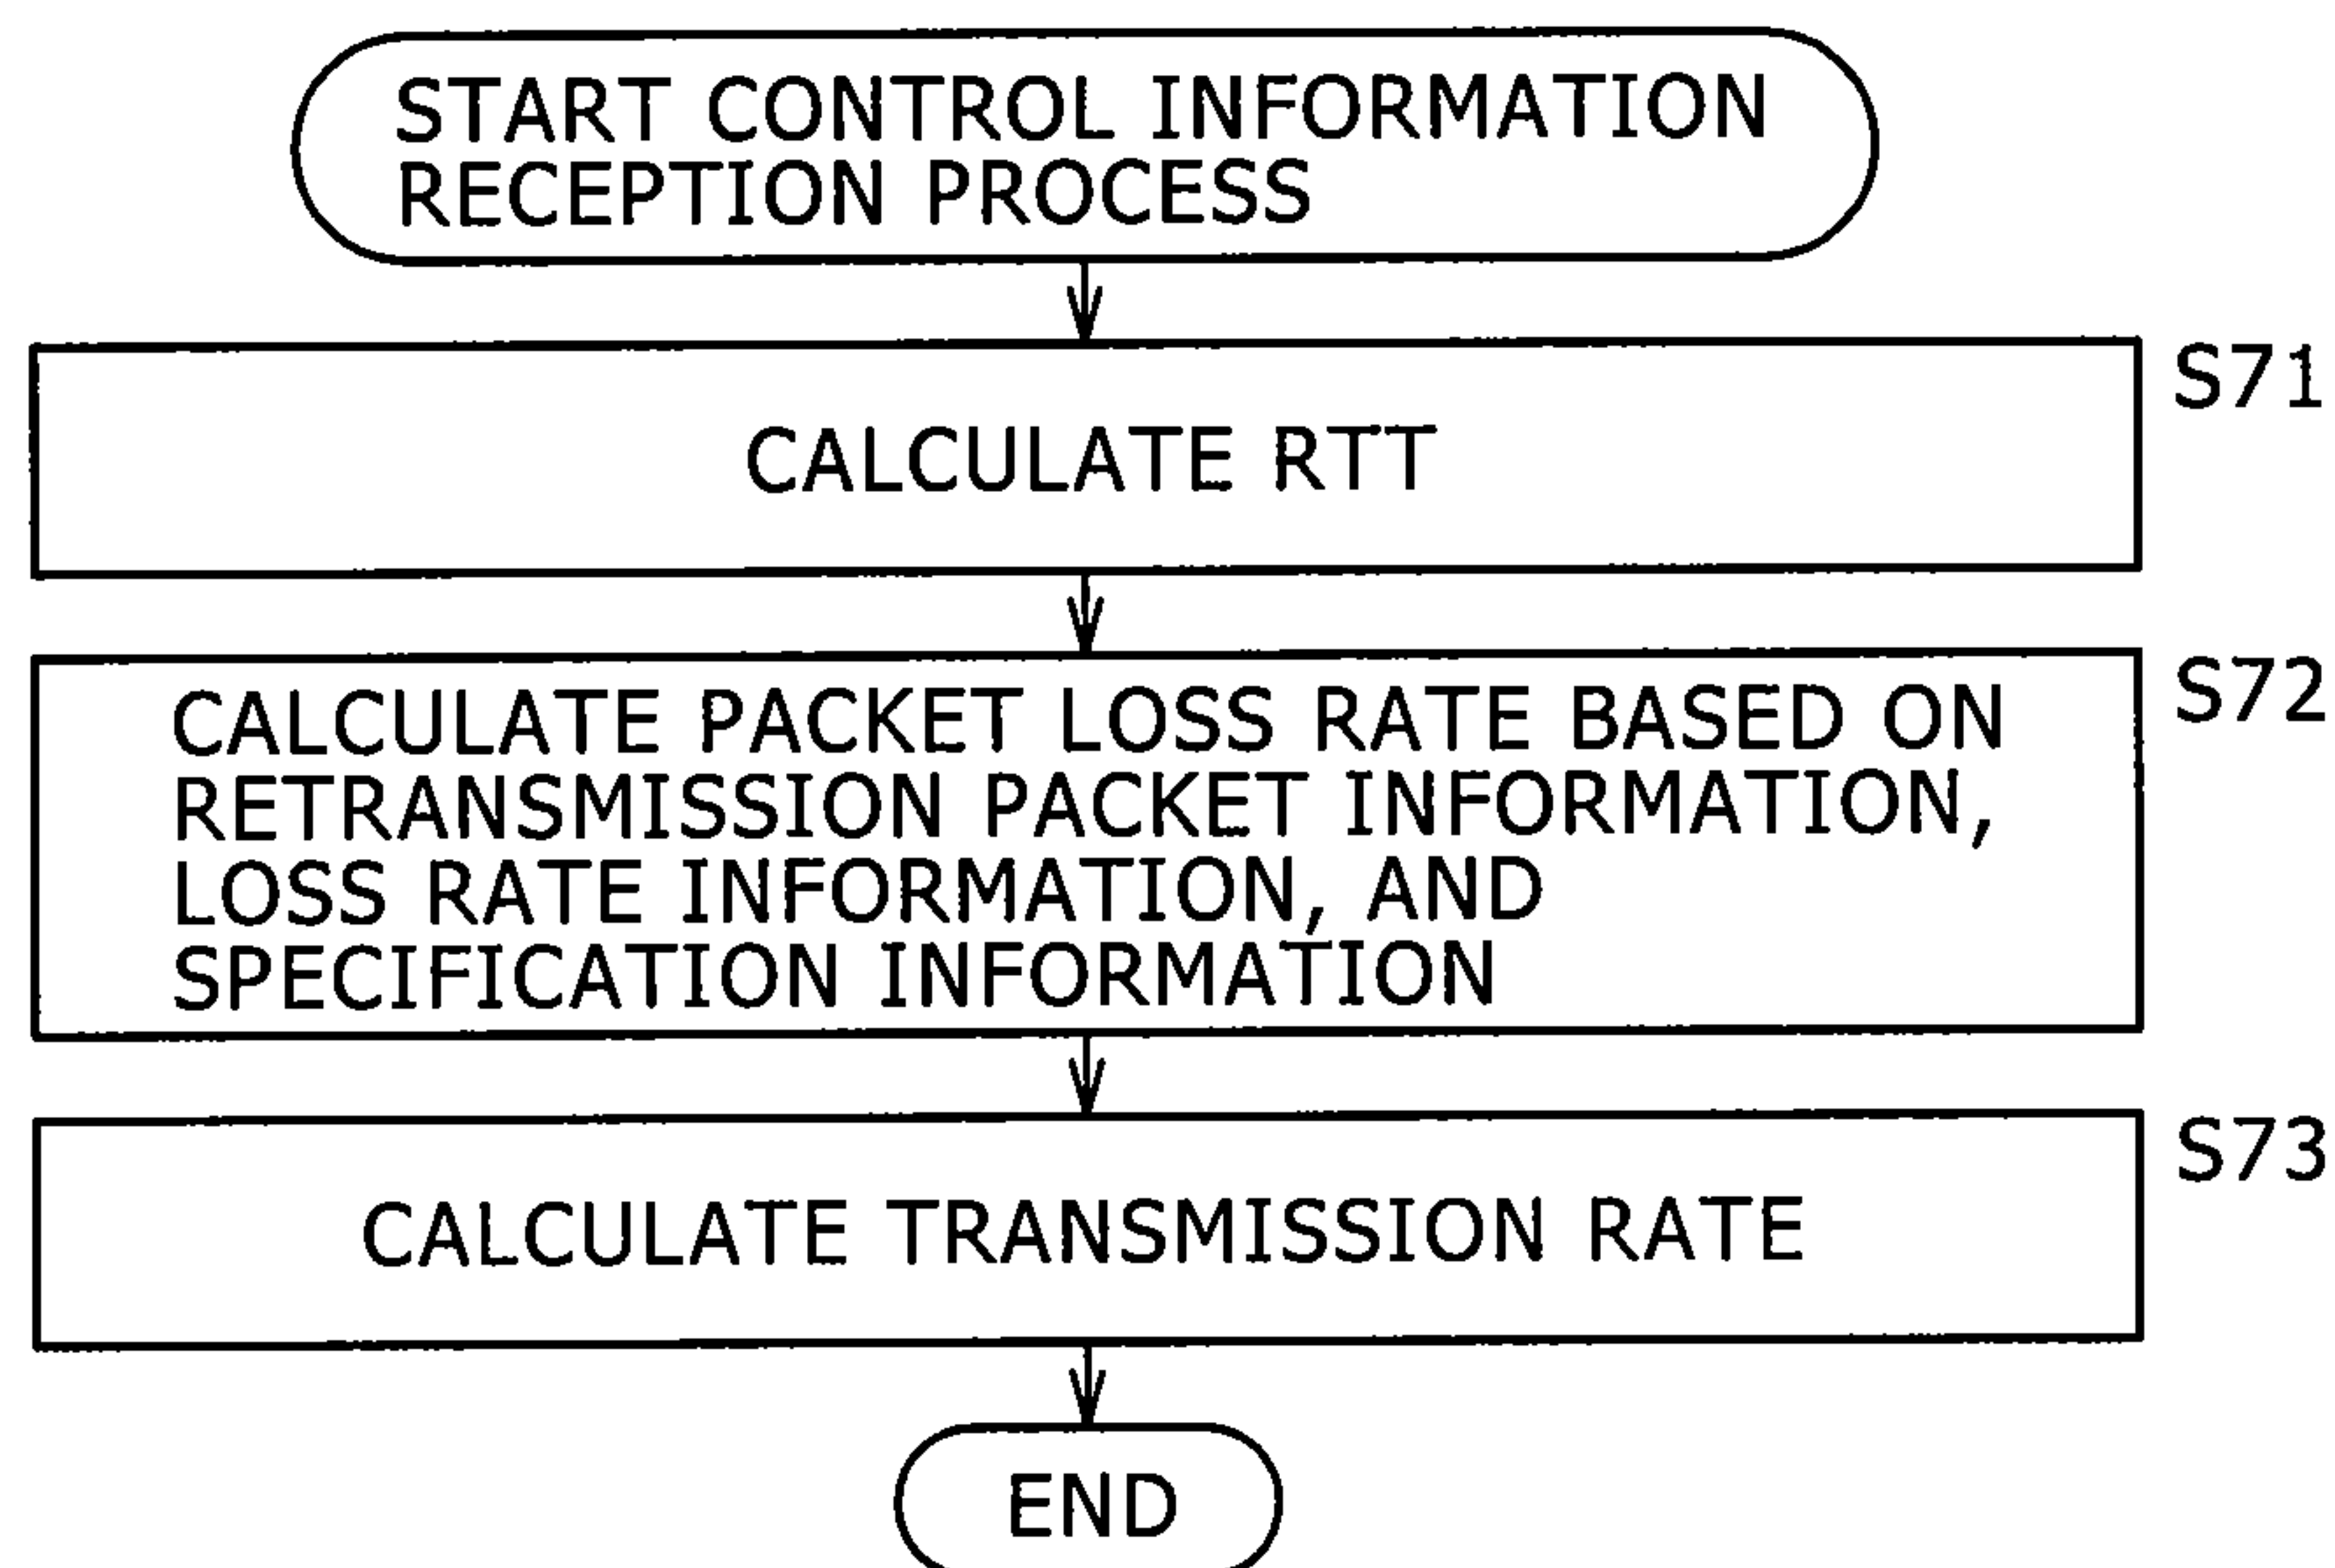 START CONTROL INFORMATION
RECEPTION PROCESS
S71
CALCULATE RTT
S72
CALCULATE PACKET LOSS RATE BASED ON
RETRANSMISSION PACKET INFORMATION,
LOSS RATE INFORMATION, AND
SPECIFICATION INFORMATION
S73
CALCULATE TRANSMISSION RATE
END